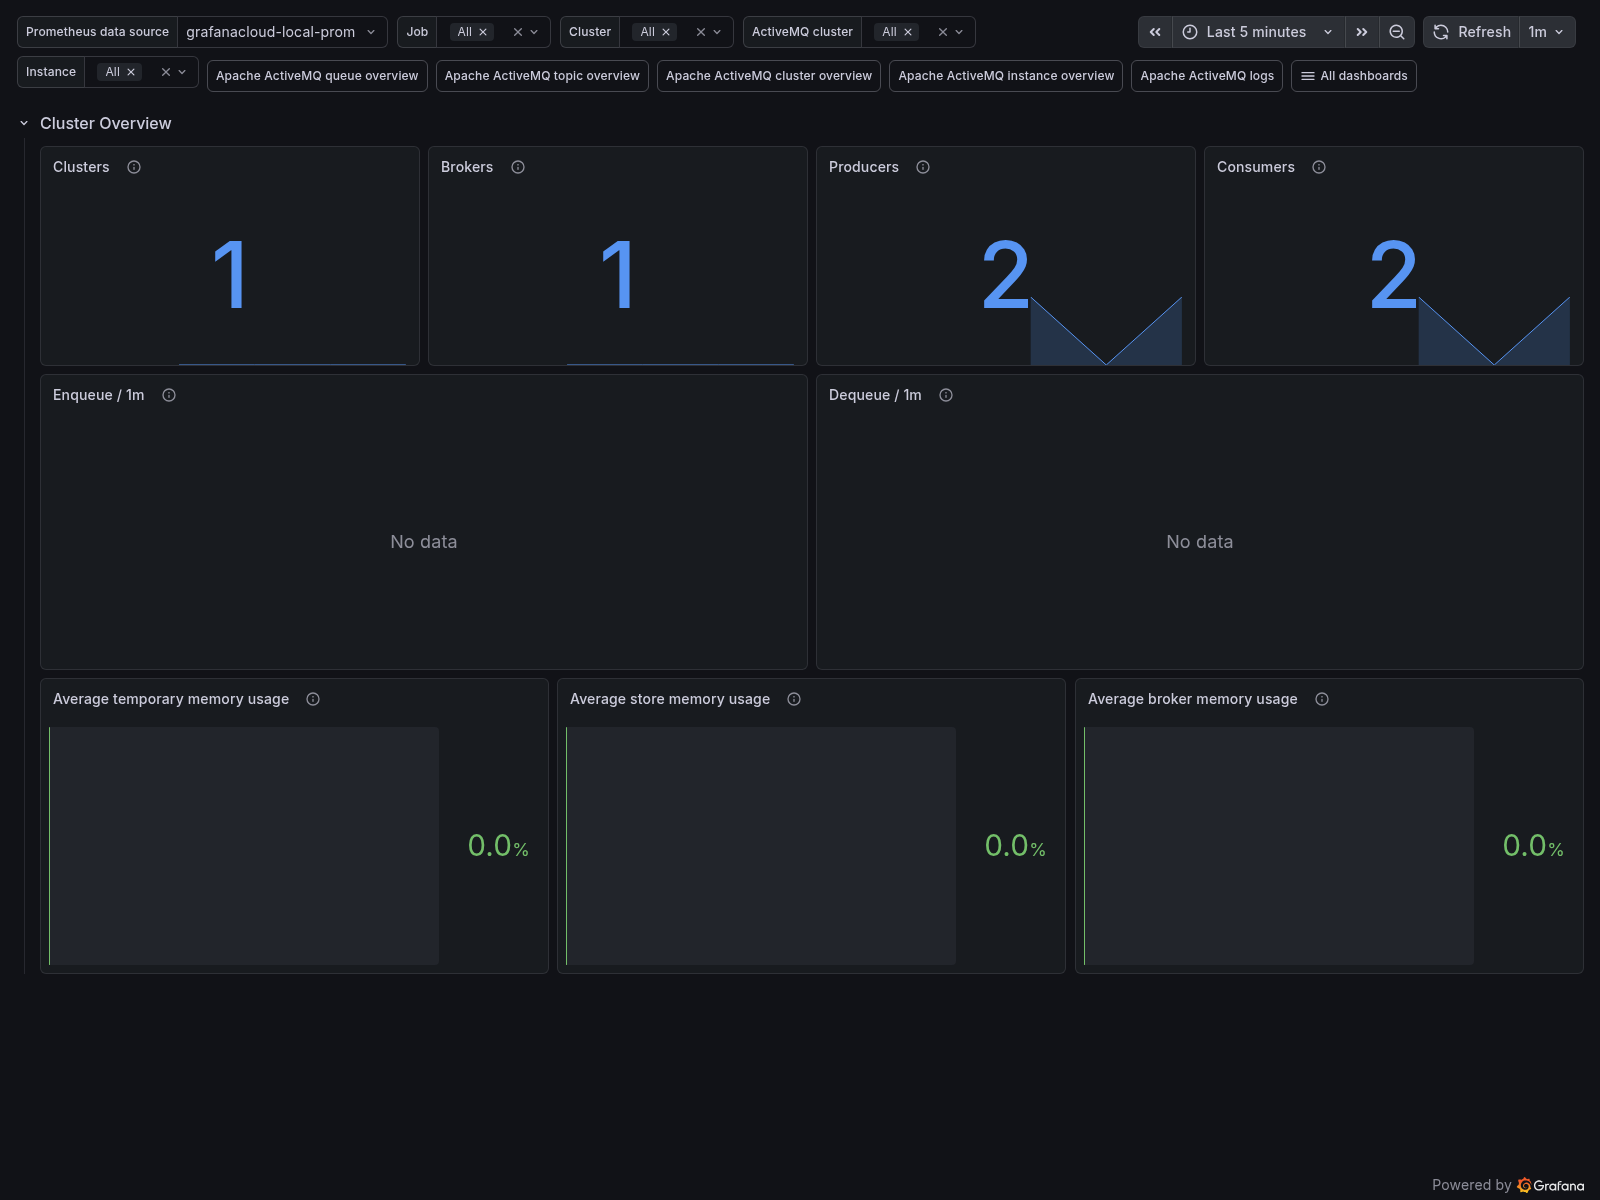 Prometheus data source grafanacloud-local-prom Job All Cluster All ActiveMQ cluster All Last 5 minutes Refresh 1m
Instance All Apache ActiveMQ queue overview Apache ActiveMQ topic overview Apache ActiveMQ cluster overview Apache ActiveMQ instance overview Apache ActiveMQ logs All dashboards
Cluster Overview
Clusters Brokers Producers Consumers
1 1 2 2
Enqueue / 1m Dequeue / 1m
No data No data
Average temporary memory usage Average store memory usage Average broker memory usage
0.0% 0.0% 0.0%
Powered by Grafana